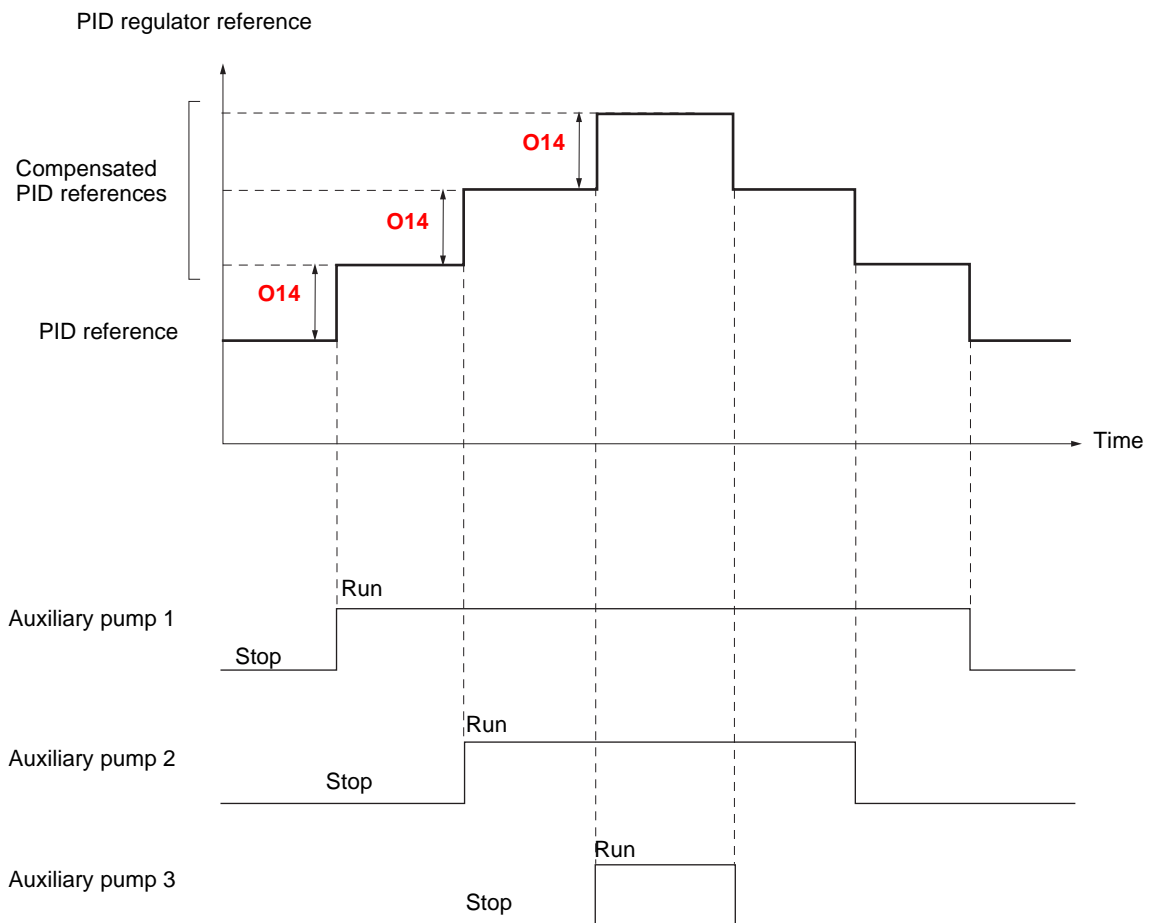 PID regulator reference
O14
Compensated
PID references
O14
O14
PID reference
Time
Run
Auxiliary pump 1
Stop
Run
Auxiliary pump 2
Stop
Run
Auxiliary pump 3
Stop